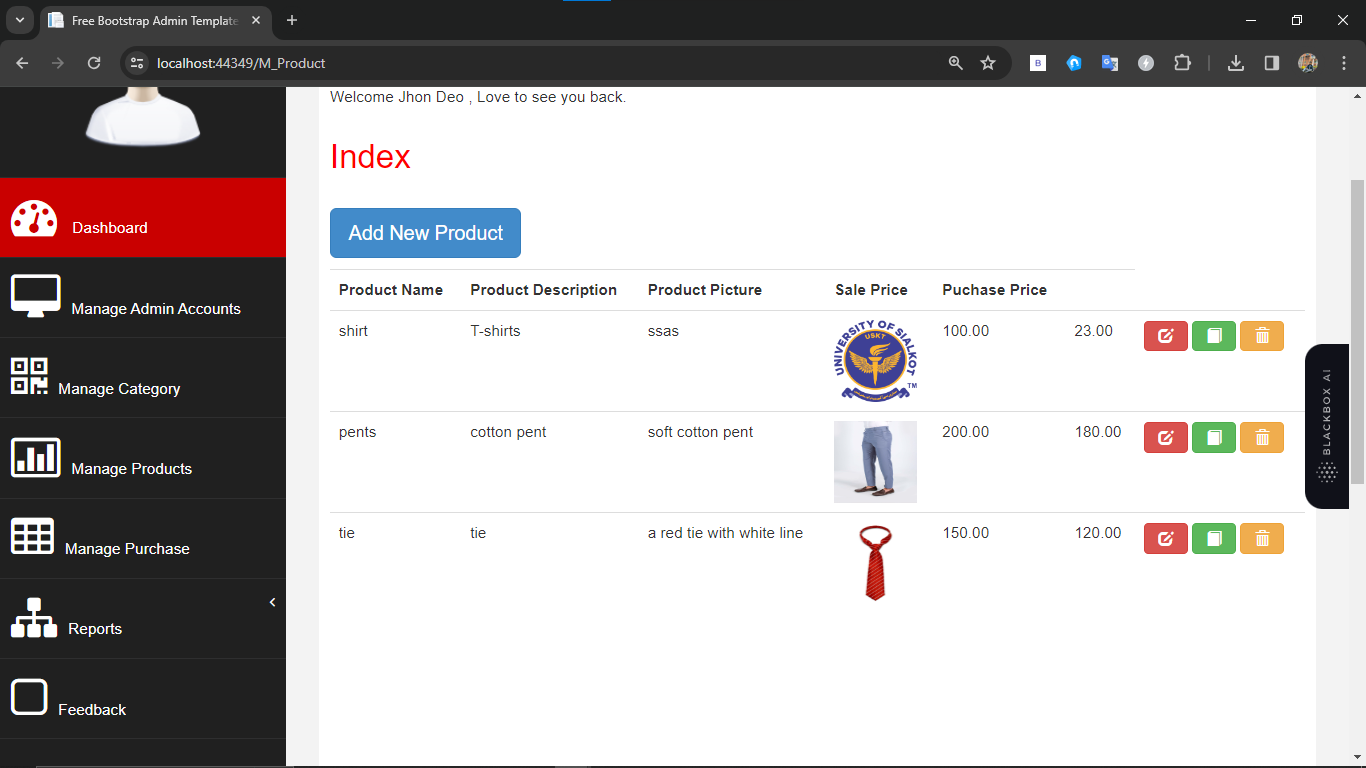 Free Bootstrap Admin Template
localhost:44349/M_Product
Welcome Jhon Deo , Love to see you back.
Index
Add New Product
Product Name Product Description Product Picture Sale Price Puchase Price
shirt T-shirts ssas 100.00 23.00
UNIVERSITY OF SIALKOT
USKT
TM
pents cotton pent soft cotton pent 200.00 180.00
tie tie a red tie with white line 150.00 120.00
Dashboard
Manage Admin Accounts
Manage Category
Manage Products
Manage Purchase
Reports
Feedback
BLACKBOX AI